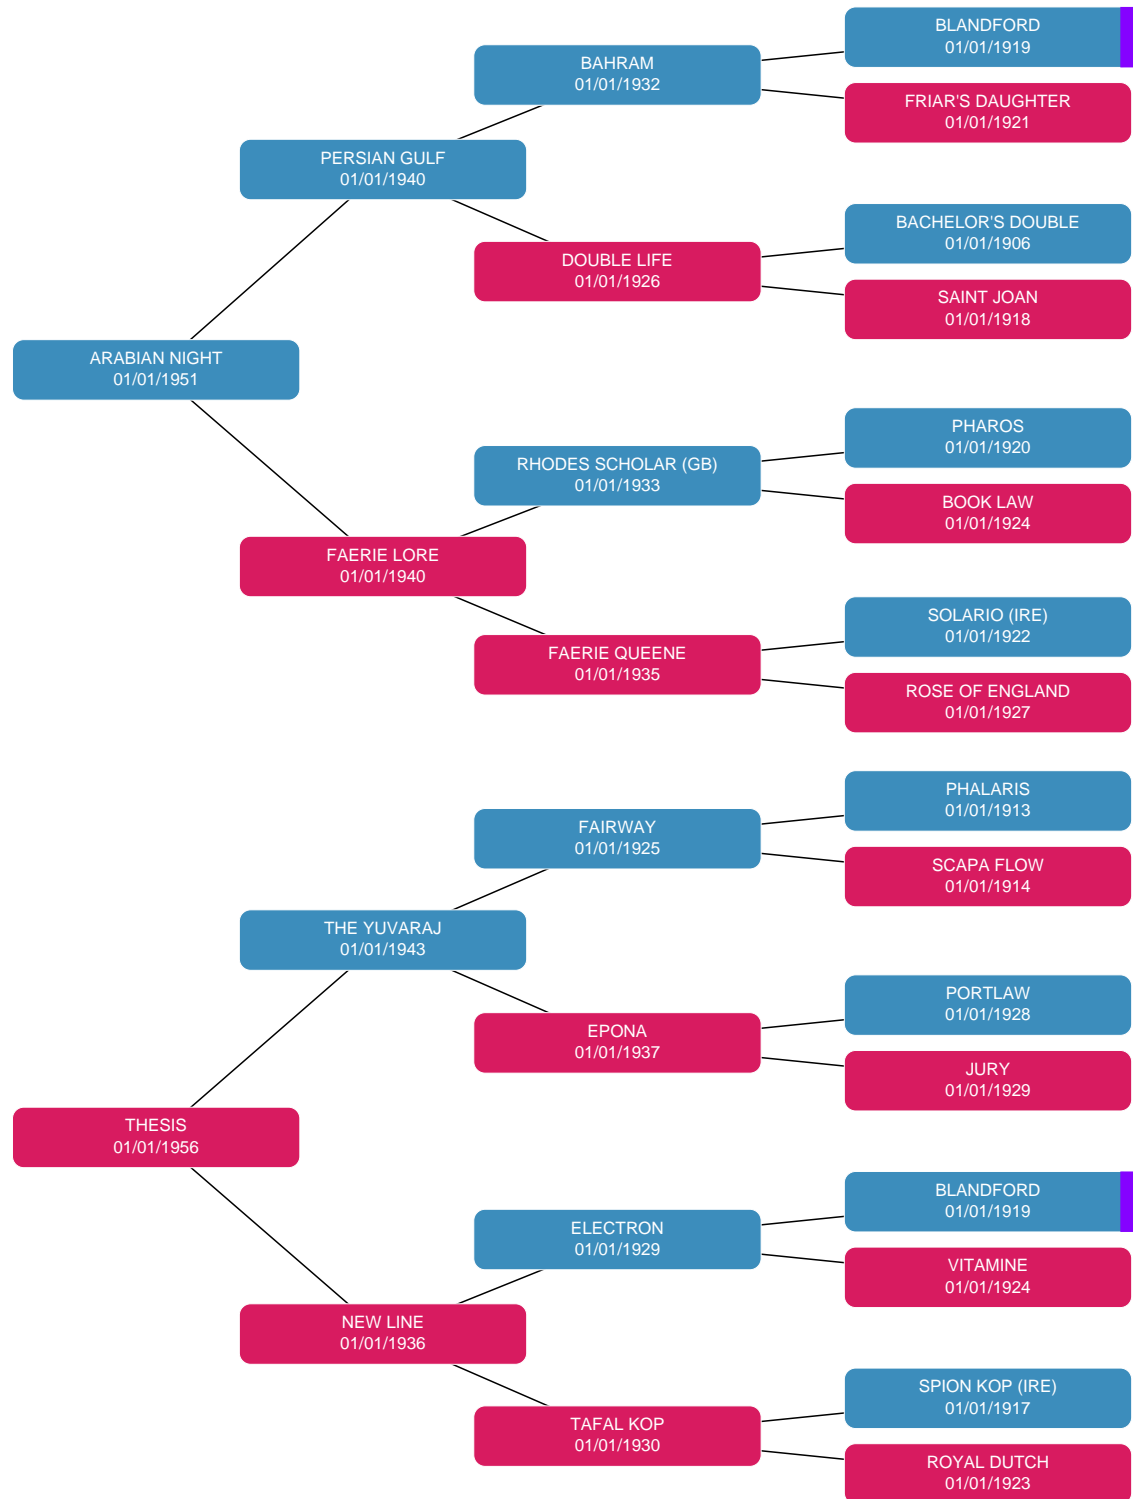 BLANDFORD
01/01/1919
BAHRAM
01/01/1932
FRIAR'S DAUGHTER
01/01/1921
PERSIAN GULF
01/01/1940
BACHELOR'S DOUBLE
01/01/1906
DOUBLE LIFE
01/01/1926
SAINT JOAN
01/01/1918
ARABIAN NIGHT
01/01/1951
PHAROS
01/01/1920
RHODES SCHOLAR (GB)
01/01/1933
BOOK LAW
01/01/1924
FAERIE LORE
01/01/1940
SOLARIO (IRE)
01/01/1922
FAERIE QUEENE
01/01/1935
ROSE OF ENGLAND
01/01/1927
PHALARIS
01/01/1913
FAIRWAY
01/01/1925
SCAPA FLOW
01/01/1914
THE YUVARAJ
01/01/1943
PORTLAW
01/01/1928
EPONA
01/01/1937
JURY
01/01/1929
THESIS
01/01/1956
BLANDFORD
01/01/1919
ELECTRON
01/01/1929
VITAMINE
01/01/1924
NEW LINE
01/01/1936
SPION KOP (IRE)
01/01/1917
TAFAL KOP
01/01/1930
ROYAL DUTCH
01/01/1923